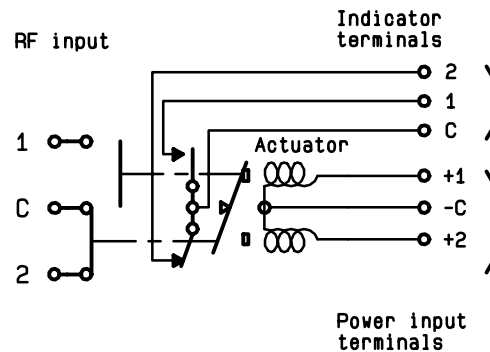 RF input
Indicator
terminals
2
1
C
Actuator
1
C
2
+1
-C
+2
Power input
terminals